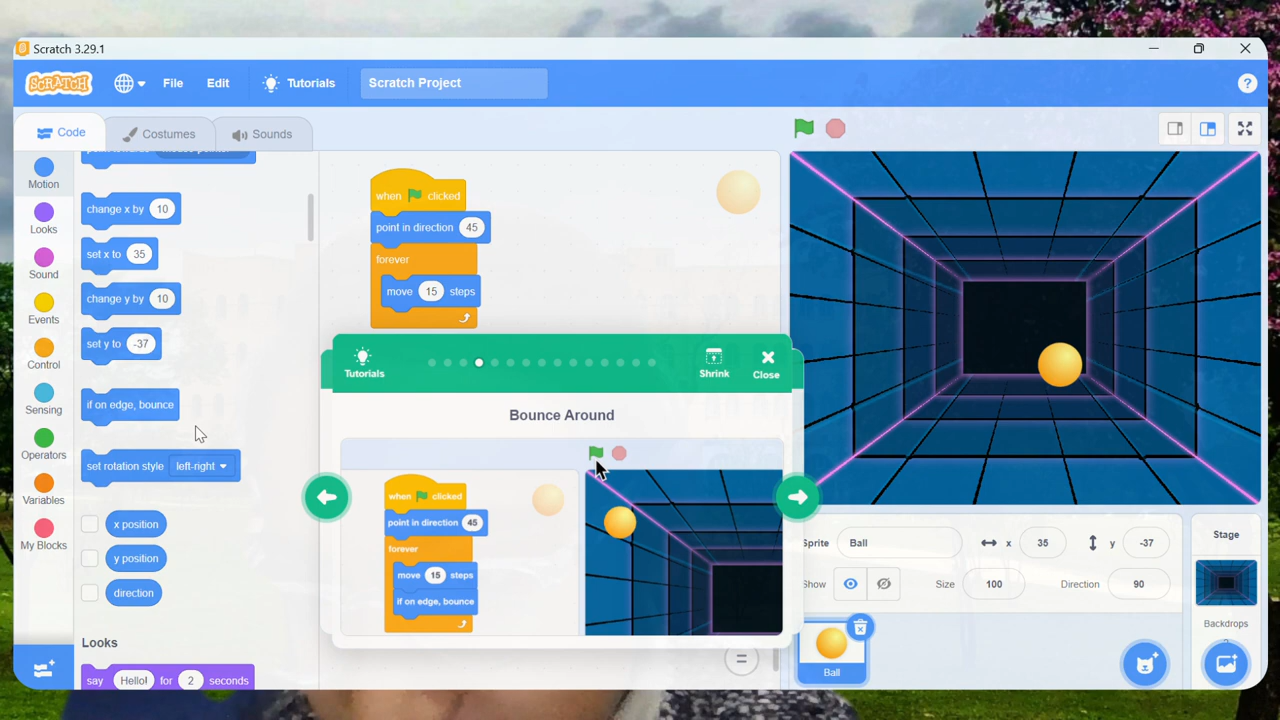 Scratch 3.29.1
SCRATCH
File
Edit
Tutorials
Scratch Project
?
Code
Costumes
Sounds
Motion
Looks
Sound
Events
Control
Sensing
Operators
Variables
My Blocks
change x by 10
set x to 35
change y by 10
set y to -37
if on edge, bounce
set rotation style left-right
x position
y position
direction
Looks
say Hello! for 2 seconds
when clicked
point in direction 45
forever
move 15 steps
Tutorials
Shrink
Close
Bounce Around
when clicked
point in direction 45
forever
move 15 steps
if on edge, bounce
Sprite
Ball
x
35
y
-37
Show
Size
100
Direction
90
Ball
Stage
Backdrops